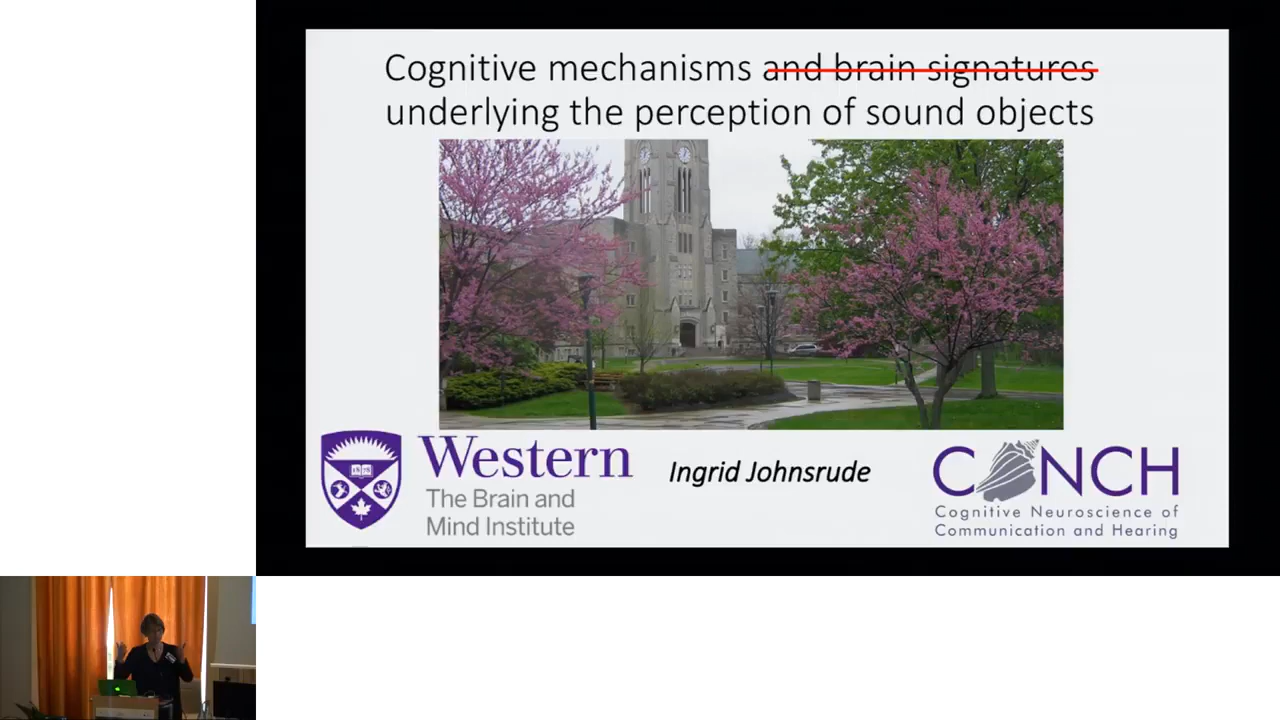 Cognitive mechanisms and brain signatures
underlying the perception of sound objects
Western
The Brain and
Mind Institute
Ingrid Johnsrude
CONCH
Cognitive Neuroscience of
Communication and Hearing